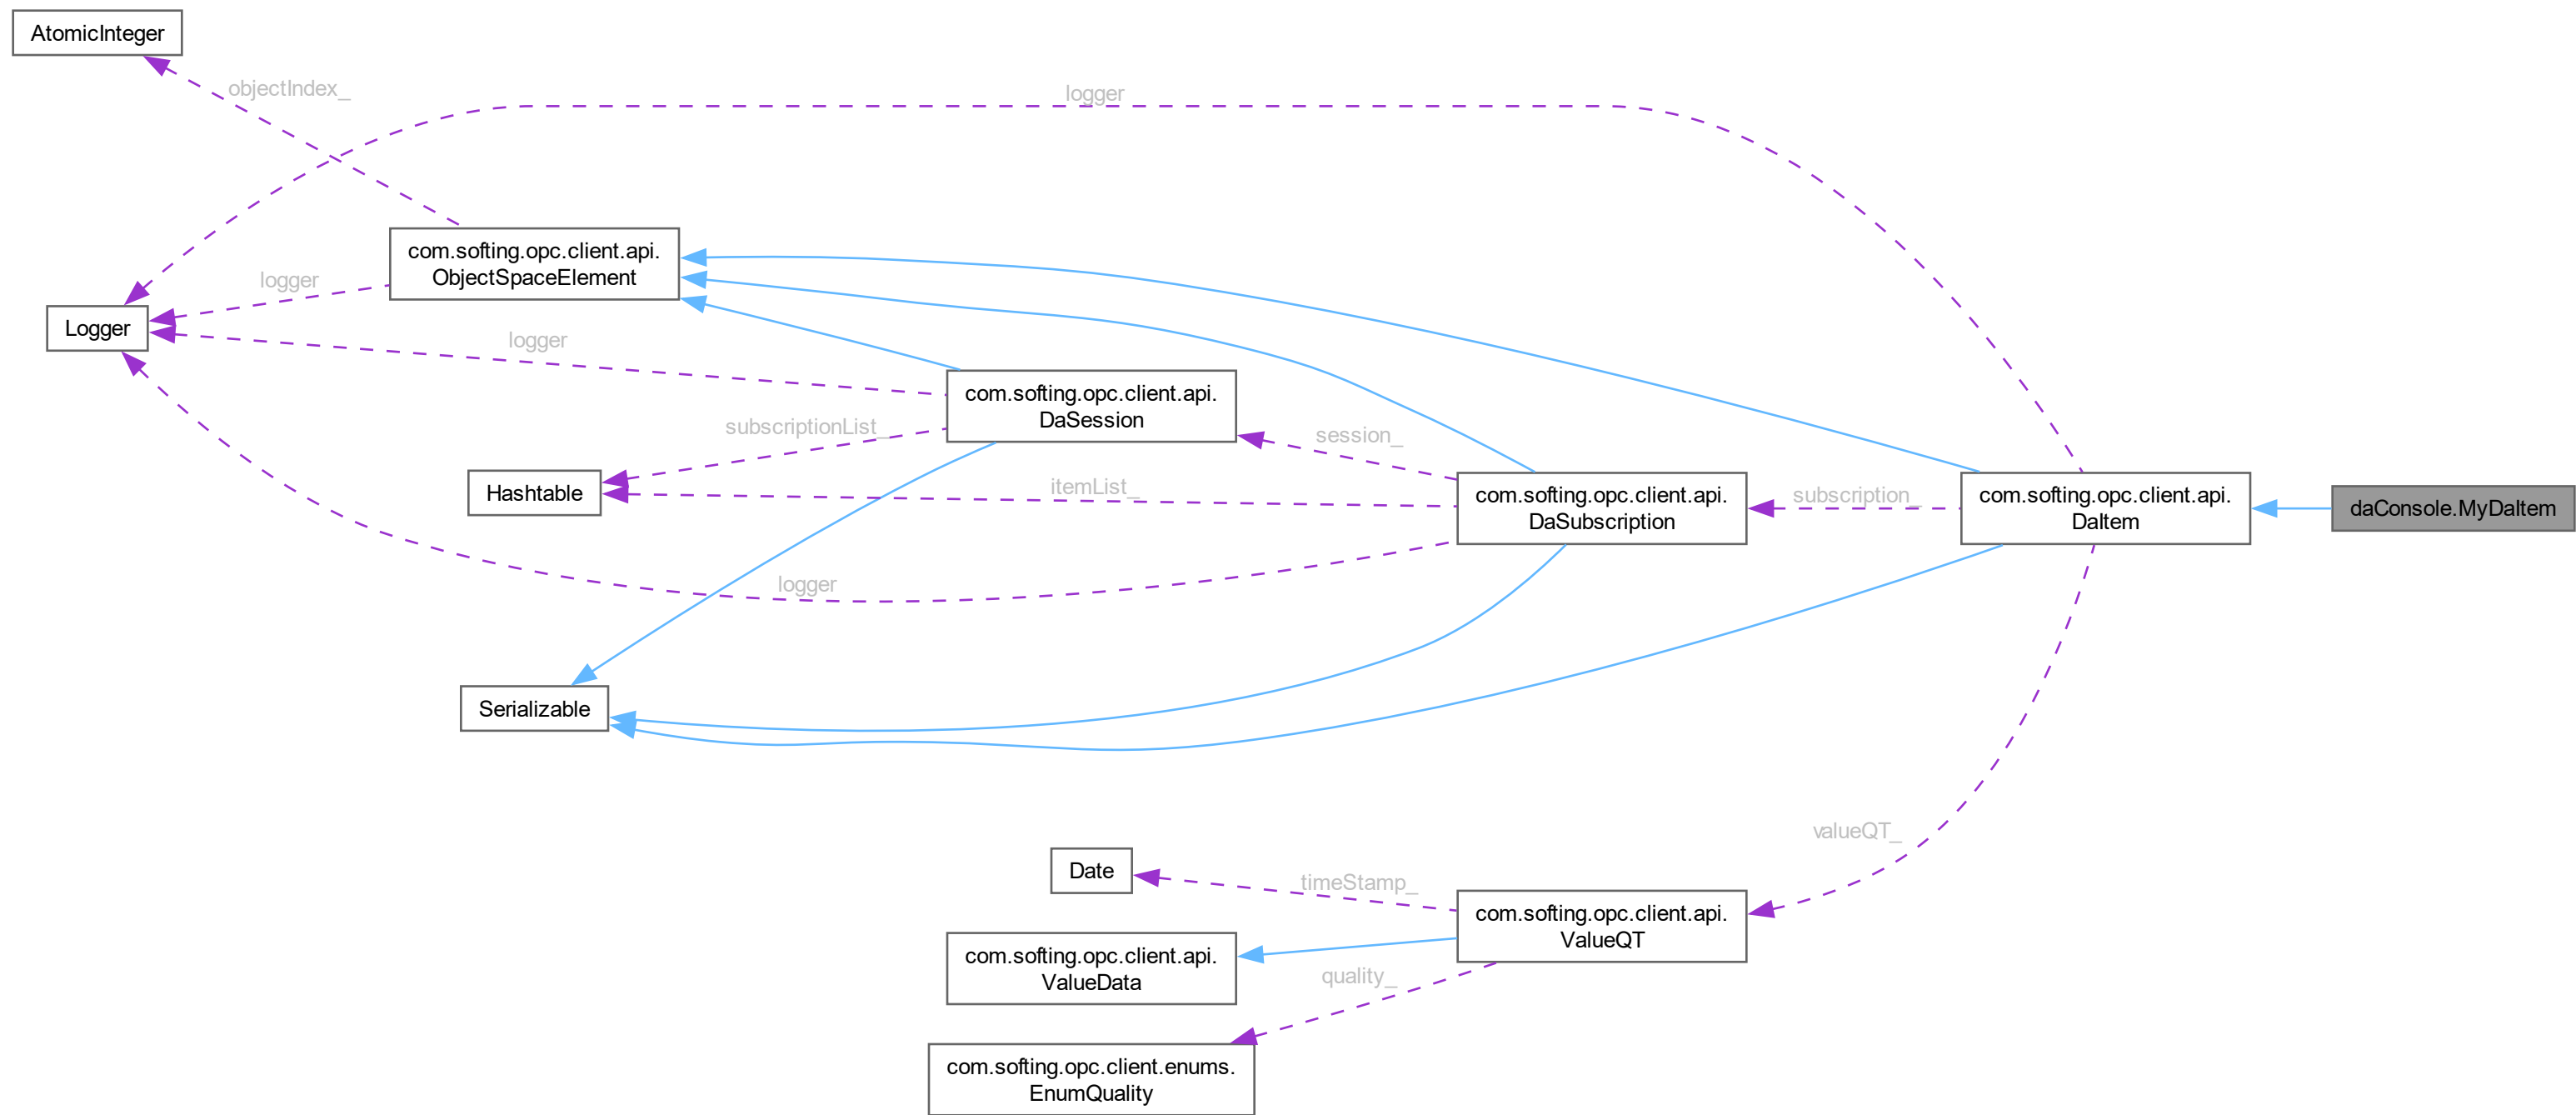 AtomicInteger
objectIndex_
logger
com.softing.opc.client.api.
ObjectSpaceElement
logger
Logger
logger
com.softing.opc.client.api.
DaSession
subscriptionList_
session_
Hashtable
itemList_
com.softing.opc.client.api.
DaSubscription
subscription_
com.softing.opc.client.api.
DaItem
daConsole.MyDaItem
logger
Serializable
valueQT_
Date
timeStamp_
com.softing.opc.client.api.
ValueQT
com.softing.opc.client.api.
ValueData
quality_
com.softing.opc.client.enums.
EnumQuality